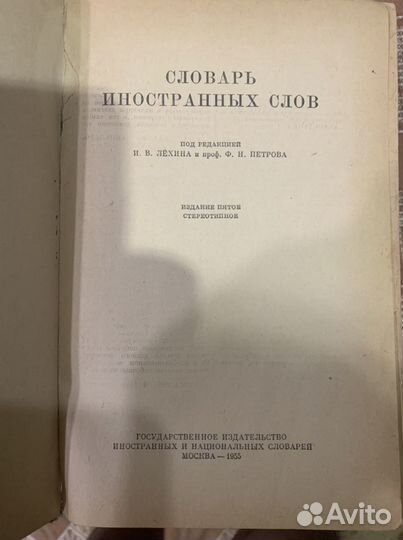 СЛОВАРЬ
ИНОСТРАННЫХ СЛОВ
ПОД РЕДАКЦИЕЙ
И. В. ЛЁХИНА и проф. Ф. Н. ПЕТРОВА
ИЗДАНИЕ ПЯТОЕ
СТЕРЕОТИПНОЕ
ГОСУДАРСТВЕННОЕ ИЗДАТЕЛЬСТВО
ИНОСТРАННЫХ И НАЦИОНАЛЬНЫХ СЛОВАРЕЙ
МОСКВА — 1955
Avito